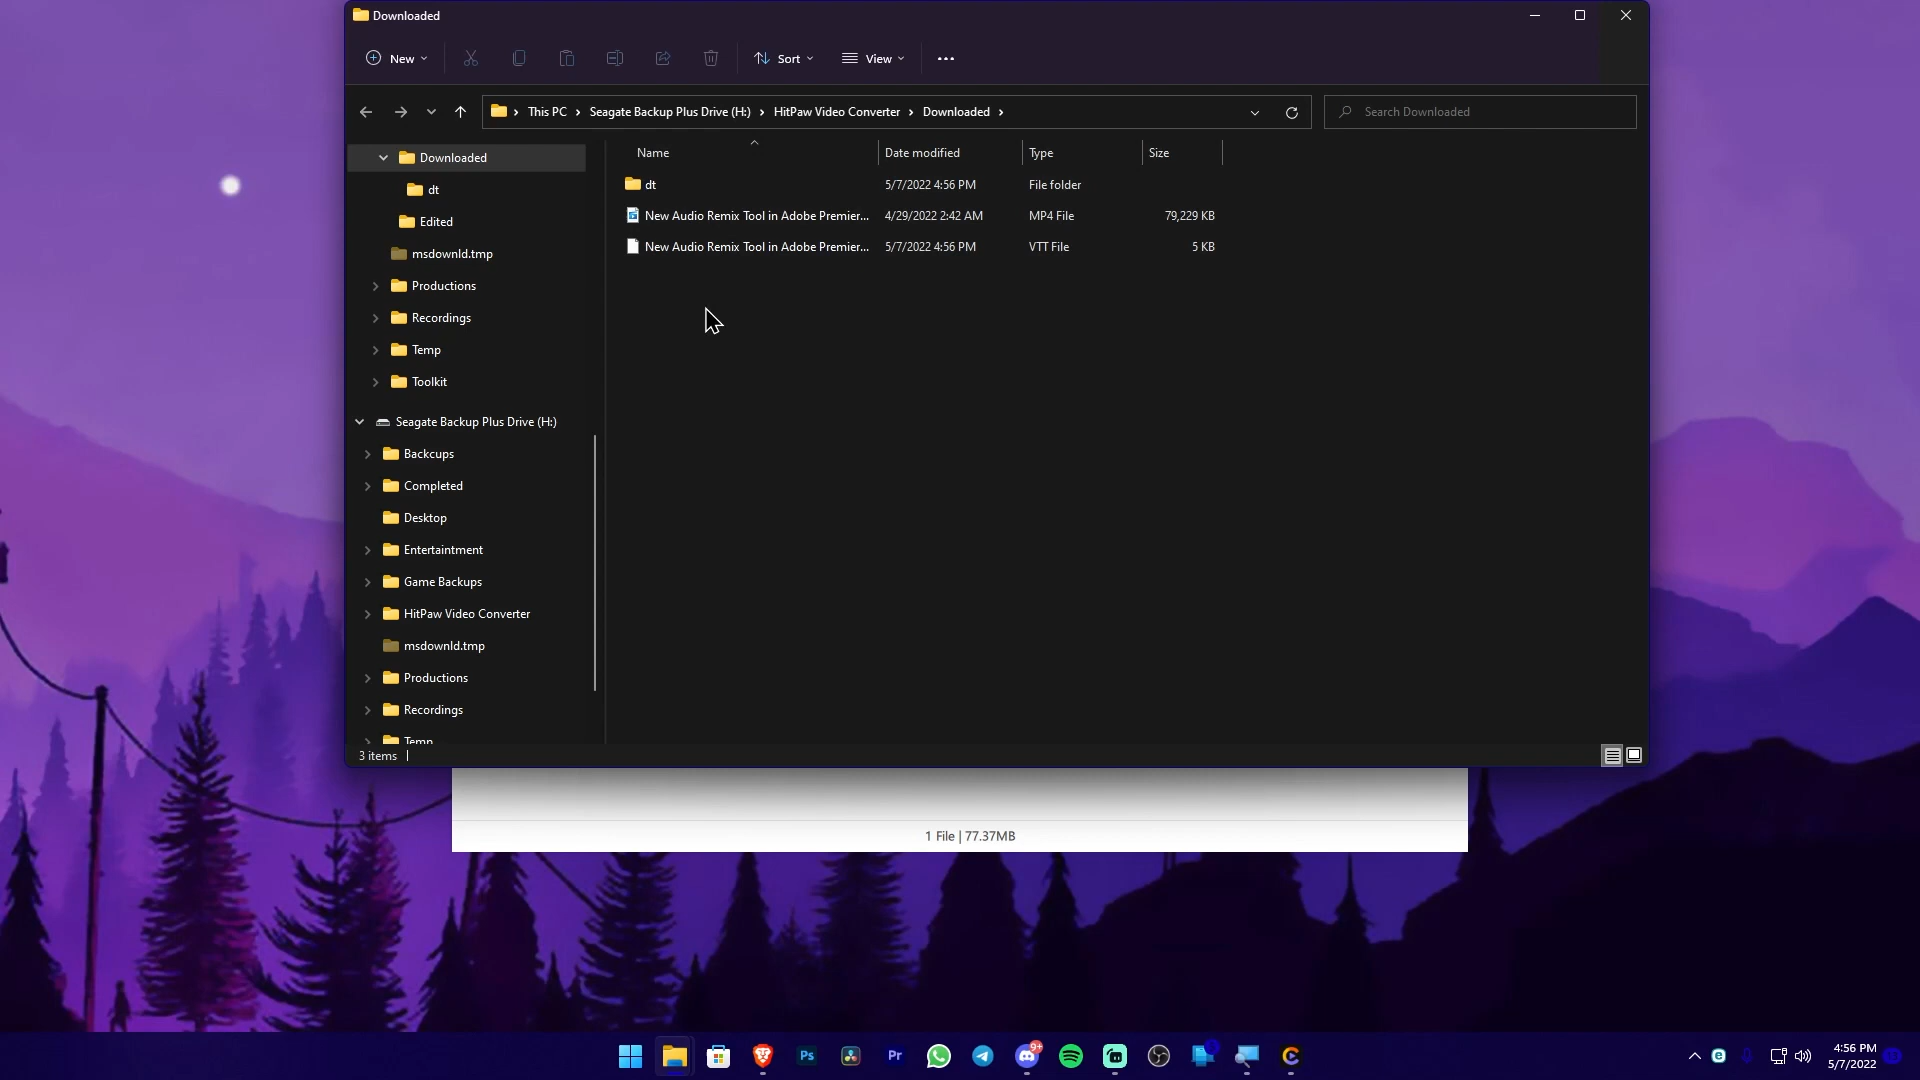 Downloaded
New
Sort
View
This PC > Seagate Backup Plus Drive (H:) > HitPaw Video Converter > Downloaded >
Search Downloaded
Name Date modified Type Size
dt 5/7/2022 4:56 PM File folder
New Audio Remix Tool in Adobe Premier... 4/29/2022 2:42 AM MP4 File 79,229 KB
New Audio Remix Tool in Adobe Premier... 5/7/2022 4:56 PM VTT File 5 KB
Downloaded
dt
Edited
msdownld.tmp
Productions
Recordings
Temp
Toolkit
Seagate Backup Plus Drive (H:)
Backcups
Completed
Desktop
Entertaintment
Game Backups
HitPaw Video Converter
msdownld.tmp
Productions
Recordings
Temp
3 items
1 File | 77.37MB
Ps
Pr
9+
4:56 PM
5/7/2022